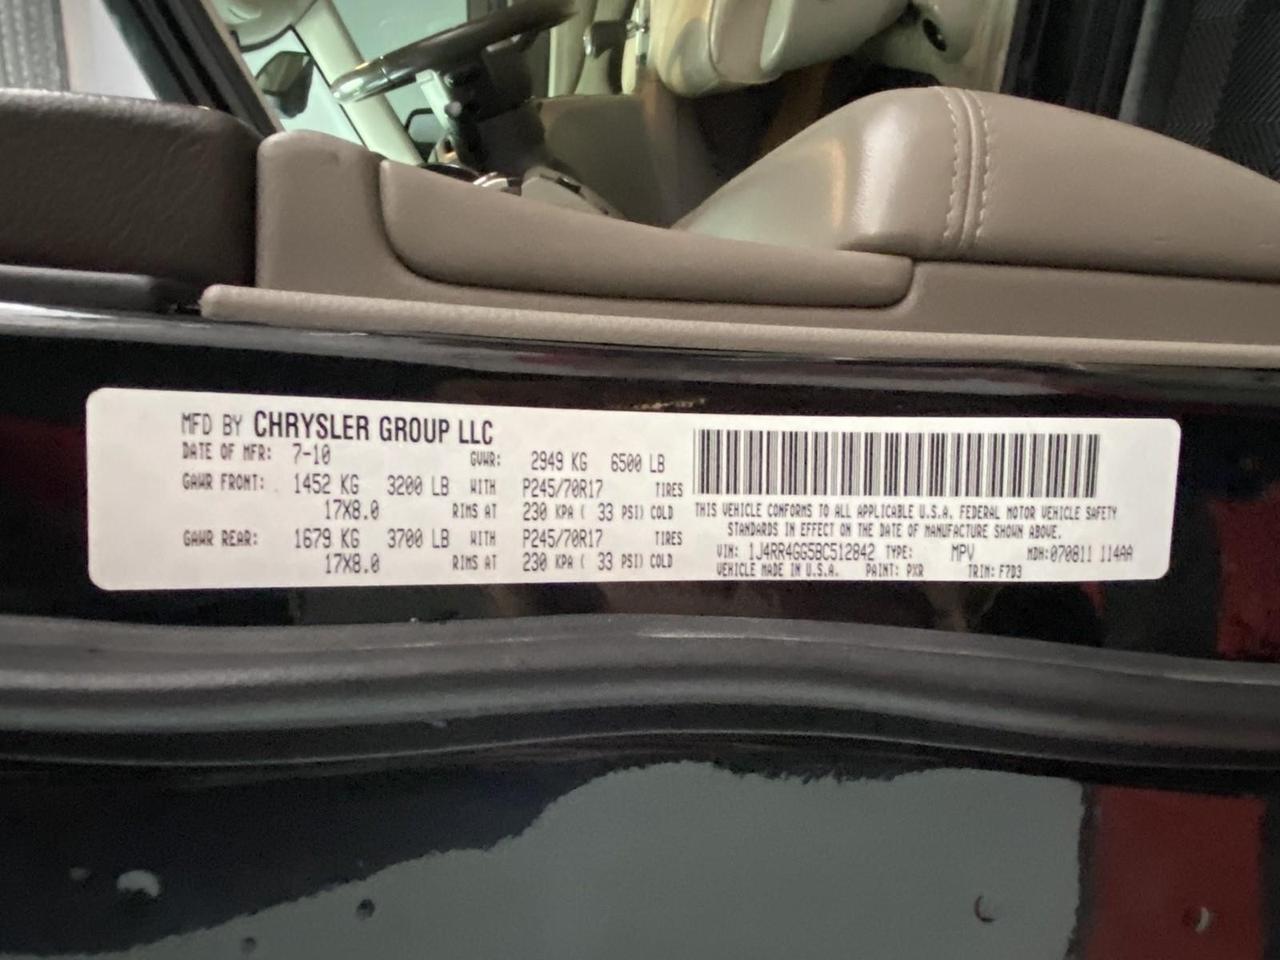 MFD BY CHRYSLER GROUP LLC
DATE OF MFR: 7-10 GVWR: 2949 KG 6500 LB
GAWR FRONT: 1452 KG 3200 LB WITH P245/70R17 TIRES
17X8.0 RIMS AT 230 KPA ( 33 PSI) COLD
GAWR REAR: 1679 KG 3700 LB WITH P245/70R17 TIRES
17X8.0 RIMS AT 230 KPA ( 33 PSI) COLD
THIS VEHICLE CONFORMS TO ALL APPLICABLE U.S.A. FEDERAL MOTOR VEHICLE SAFETY
STANDARDS IN EFFECT ON THE DATE OF MANUFACTURE SHOWN ABOVE.
VIN: 1J4RR4GG5BC512842 TYPE: MPV MDH:070811 114AA
VEHICLE MADE IN U.S.A. PAINT: PXR TRIM: F7D3